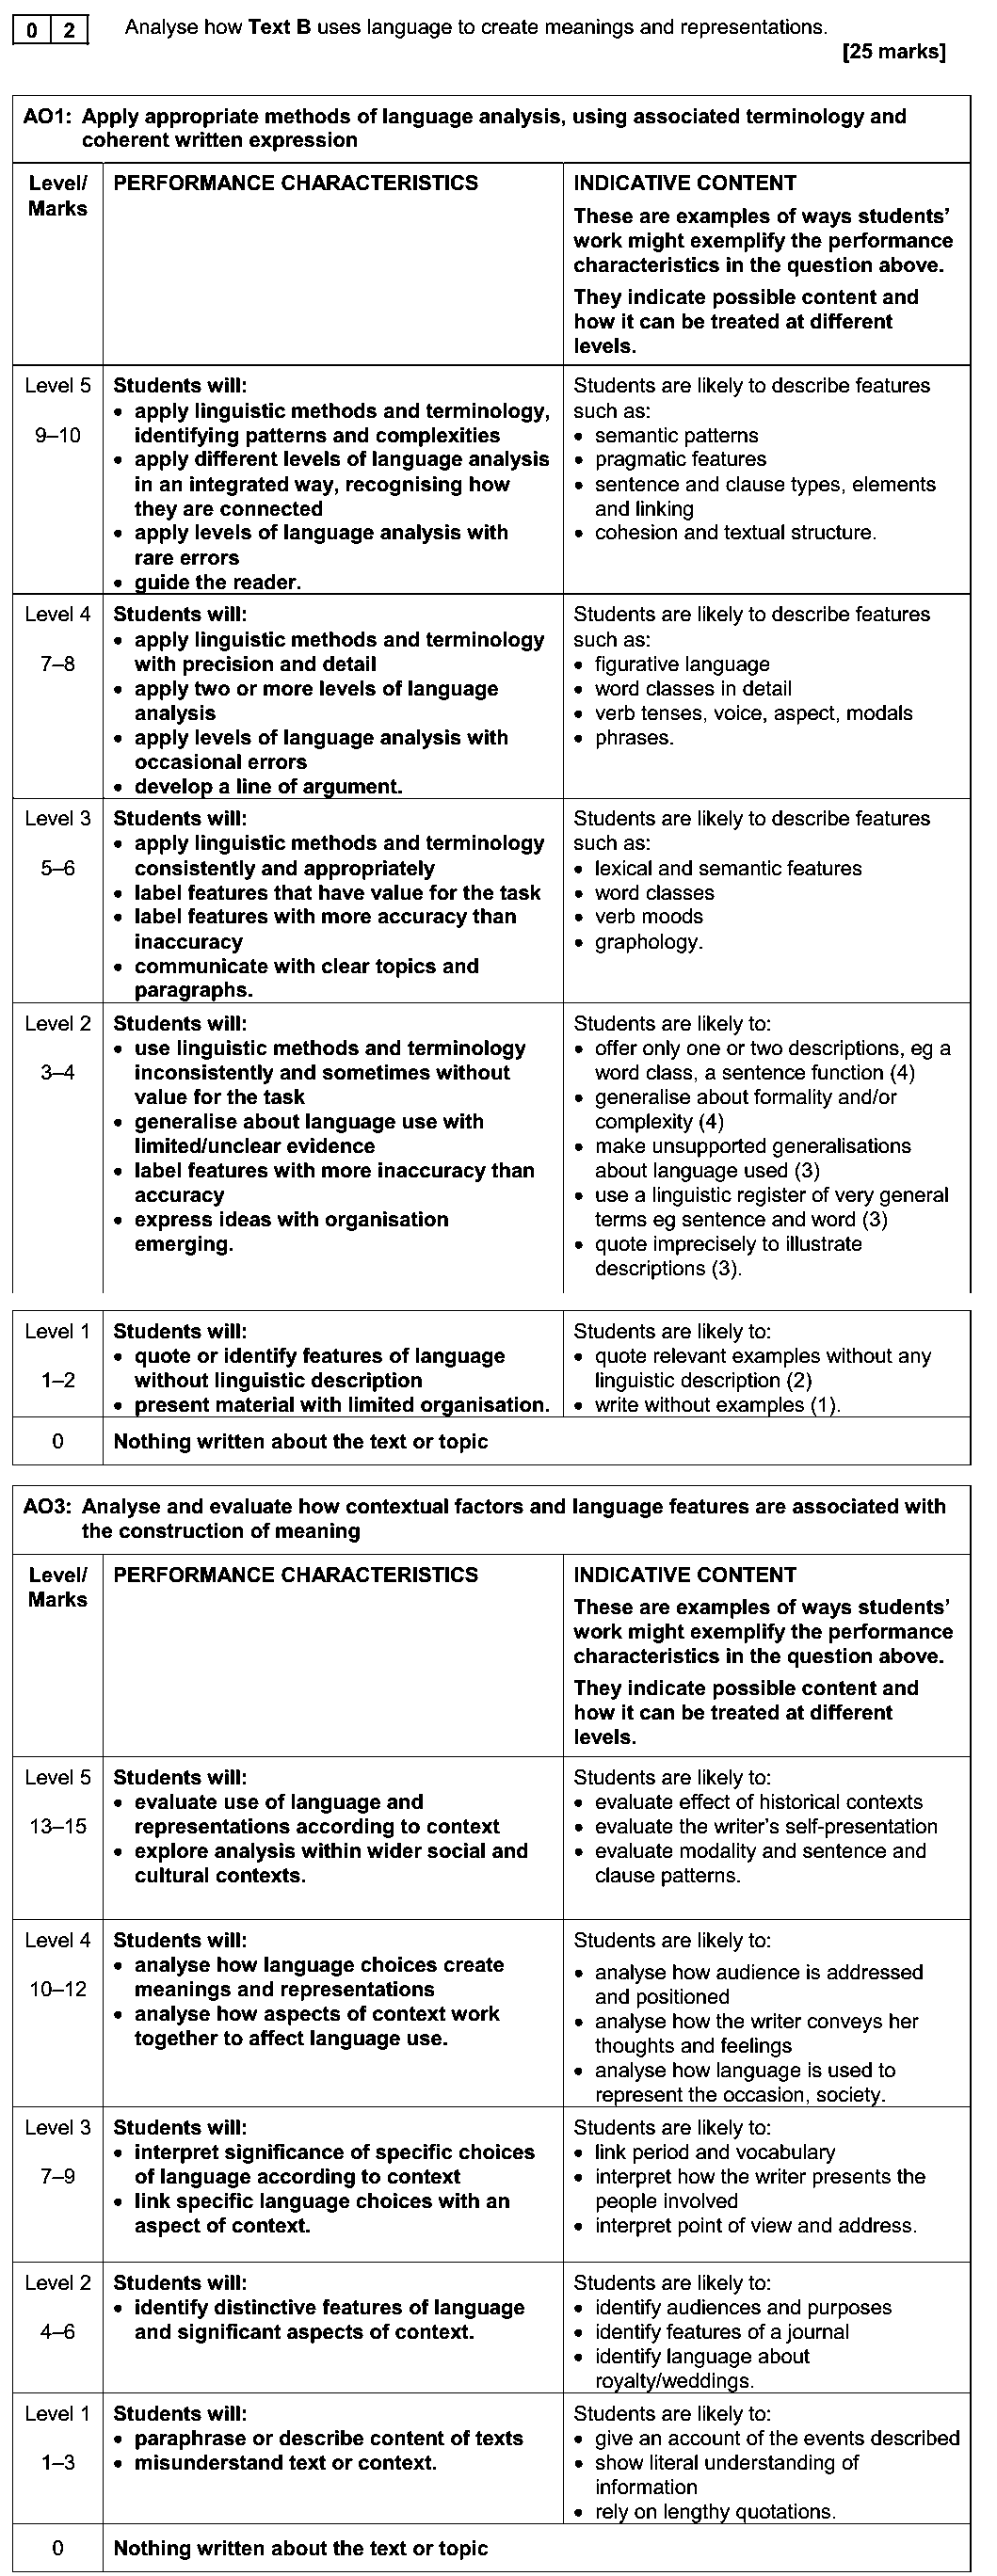 0 2 Analyse how Text B uses language to create meanings and representations.
[25 marks]
AO1: Apply appropriate methods of language analysis, using associated terminology and
coherent written expression
Level/
Marks
PERFORMANCE CHARACTERISTICS
INDICATIVE CONTENT
These are examples of ways students'
work might exemplify the performance
characteristics in the question above.
They indicate possible content and
how it can be treated at different
levels.
Level 5
9–10
Students will:
• apply linguistic methods and terminology,
identifying patterns and complexities
• apply different levels of language analysis
in an integrated way, recognising how
they are connected
• apply levels of language analysis with
rare errors
• guide the reader.
Students are likely to describe features
such as:
• semantic patterns
• pragmatic features
• sentence and clause types, elements
and linking
• cohesion and textual structure.
Level 4
7–8
Students will:
• apply linguistic methods and terminology
with precision and detail
• apply two or more levels of language
analysis
• apply levels of language analysis with
occasional errors
• develop a line of argument.
Students are likely to describe features
such as:
• figurative language
• word classes in detail
• verb tenses, voice, aspect, modals
• phrases.
Level 3
5–6
Students will:
• apply linguistic methods and terminology
consistently and appropriately
• label features that have value for the task
• label features with more accuracy than
inaccuracy
• communicate with clear topics and
paragraphs.
Students are likely to describe features
such as:
• lexical and semantic features
• word classes
• verb moods
• graphology.
Level 2
3–4
Students will:
• use linguistic methods and terminology
inconsistently and sometimes without
value for the task
• generalise about language use with
limited/unclear evidence
• label features with more inaccuracy than
accuracy
• express ideas with organisation
emerging.
Students are likely to:
• offer only one or two descriptions, eg a
word class, a sentence function (4)
• generalise about formality and/or
complexity (4)
• make unsupported generalisations
about language used (3)
• use a linguistic register of very general
terms eg sentence and word (3)
• quote imprecisely to illustrate
descriptions (3).
Level 1
1–2
Students will:
• quote or identify features of language
without linguistic description
• present material with limited organisation.
Students are likely to:
• quote relevant examples without any
linguistic description (2)
• write without examples (1).
0
Nothing written about the text or topic
AO3: Analyse and evaluate how contextual factors and language features are associated with
the construction of meaning
Level/
Marks
PERFORMANCE CHARACTERISTICS
INDICATIVE CONTENT
These are examples of ways students'
work might exemplify the performance
characteristics in the question above.
They indicate possible content and
how it can be treated at different
levels.
Level 5
13–15
Students will:
• evaluate use of language and
representations according to context
• explore analysis within wider social and
cultural contexts.
Students are likely to:
• evaluate effect of historical contexts
• evaluate the writer's self-presentation
• evaluate modality and sentence and
clause patterns.
Level 4
10–12
Students will:
• analyse how language choices create
meanings and representations
• analyse how aspects of context work
together to affect language use.
Students are likely to:
• analyse how audience is addressed
and positioned
• analyse how the writer conveys her
thoughts and feelings
• analyse how language is used to
represent the occasion, society.
Level 3
7–9
Students will:
• interpret significance of specific choices
of language according to context
• link specific language choices with an
aspect of context.
Students are likely to:
• link period and vocabulary
• interpret how the writer presents the
people involved
• interpret point of view and address.
Level 2
4–6
Students will:
• identify distinctive features of language
and significant aspects of context.
Students are likely to:
• identify audiences and purposes
• identify features of a journal
• identify language about
royalty/weddings.
Level 1
1–3
Students will:
• paraphrase or describe content of texts
• misunderstand text or context.
Students are likely to:
• give an account of the events described
• show literal understanding of
information
• rely on lengthy quotations.
0
Nothing written about the text or topic